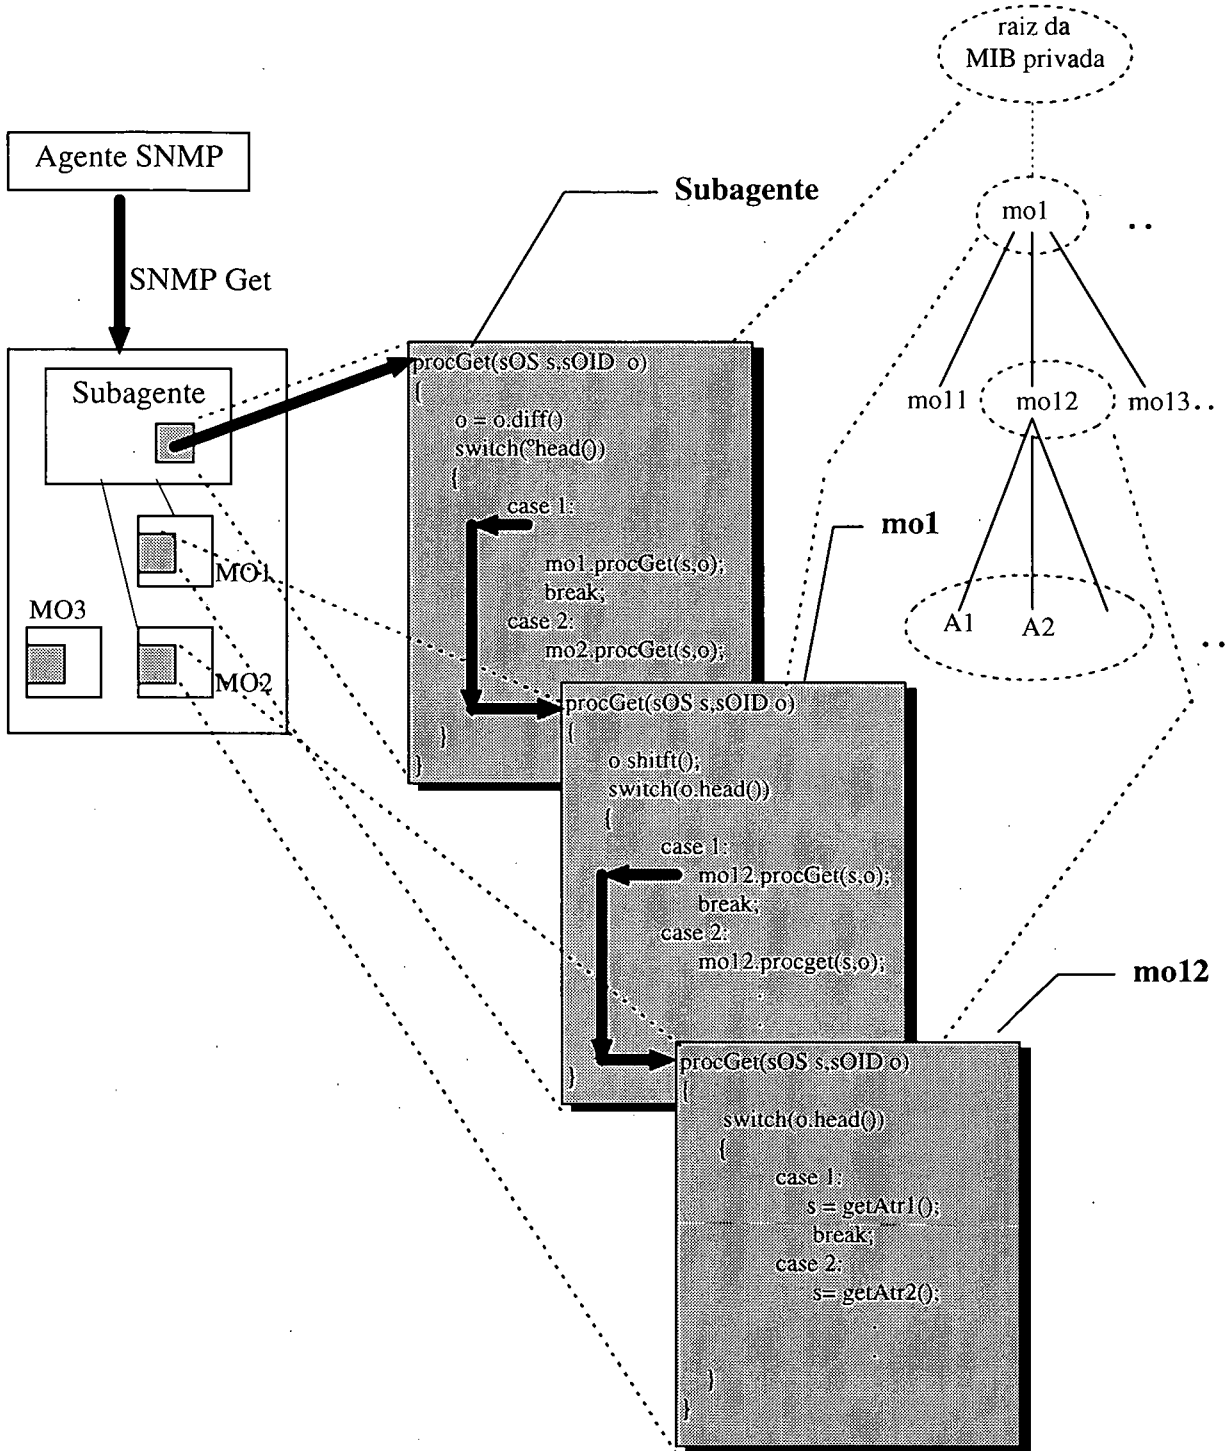 raiz da
MIB privada
Agente SNMP
SNMP Get
Subagente
mo1
. .
mo11
mo12
mo13. .
A1
A2
. .
Subagente
MO1
MO3
MO2
procGet(sOS s,sOID o)
{
o = o.diff()
switch(ºhead())
{
case 1:
mo1.procGet(s,o);
break;
case 2:
mo2.procGet(s,o);
}
}
mo1
procGet(sOS s,sOID o)
{
o shitft();
switch(o.head())
{
case 1:
mo12.procGet(s,o);
break;
case 2:
mo12.procget(s,o);
.
.
}
mo12
procGet(sOS s,sOID o)
{
switch(o.head())
{
case 1:
s = getAtr1();
break;
case 2:
s= getAtr2();
.
.
}
}